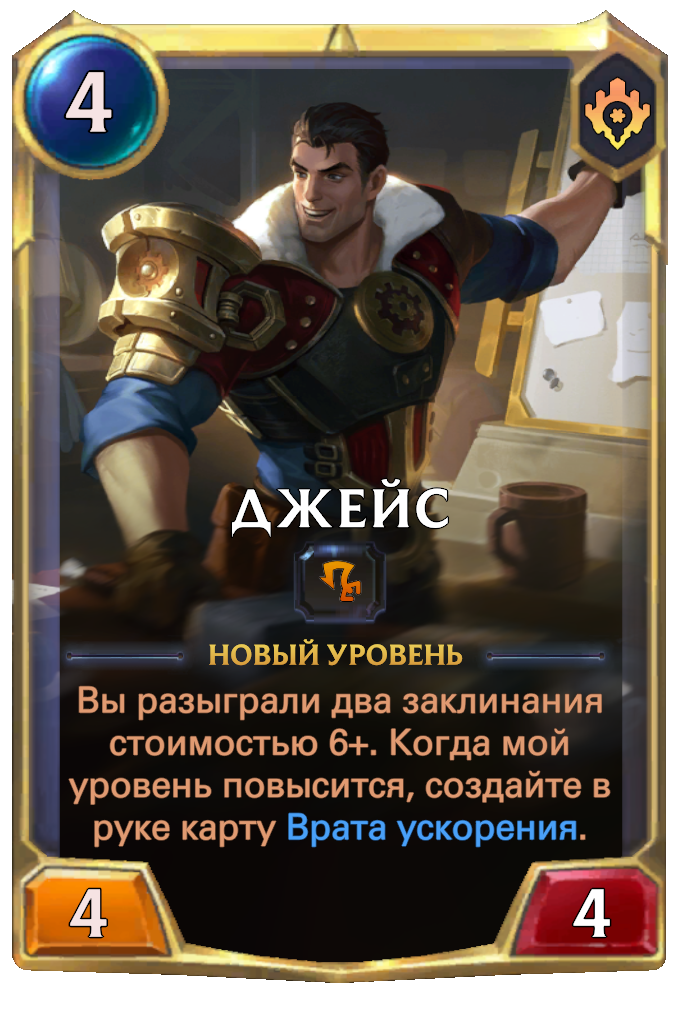 4
ДЖЕЙС
НОВЫЙ УРОВЕНЬ
Вы разыграли два заклинания
стоимостью 6+. Когда мой
уровень повысится, создайте в
руке карту Врата ускорения.
4
4